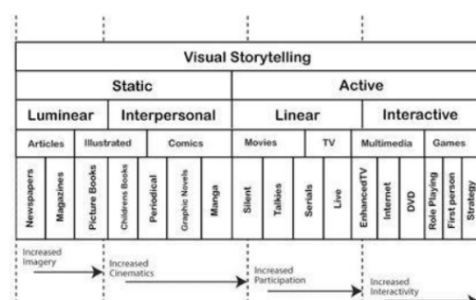 Visual Storytelling
Static Active
Luminear Interpersonal Linear Interactive
Articles Illustrated Comics Movies TV Multimedia Games
Newspapers
Magazines
Picture Books
Childrens Books
Periodical
Graphic Novels
Manga
Silent
Talkies
Serials
Live
EnhancedTV
Internet
DVD
Role Playing
First person
Strategy
Increased
Imagery
Increased
Cinematics
Increased
Participation
Increased
Interactivity